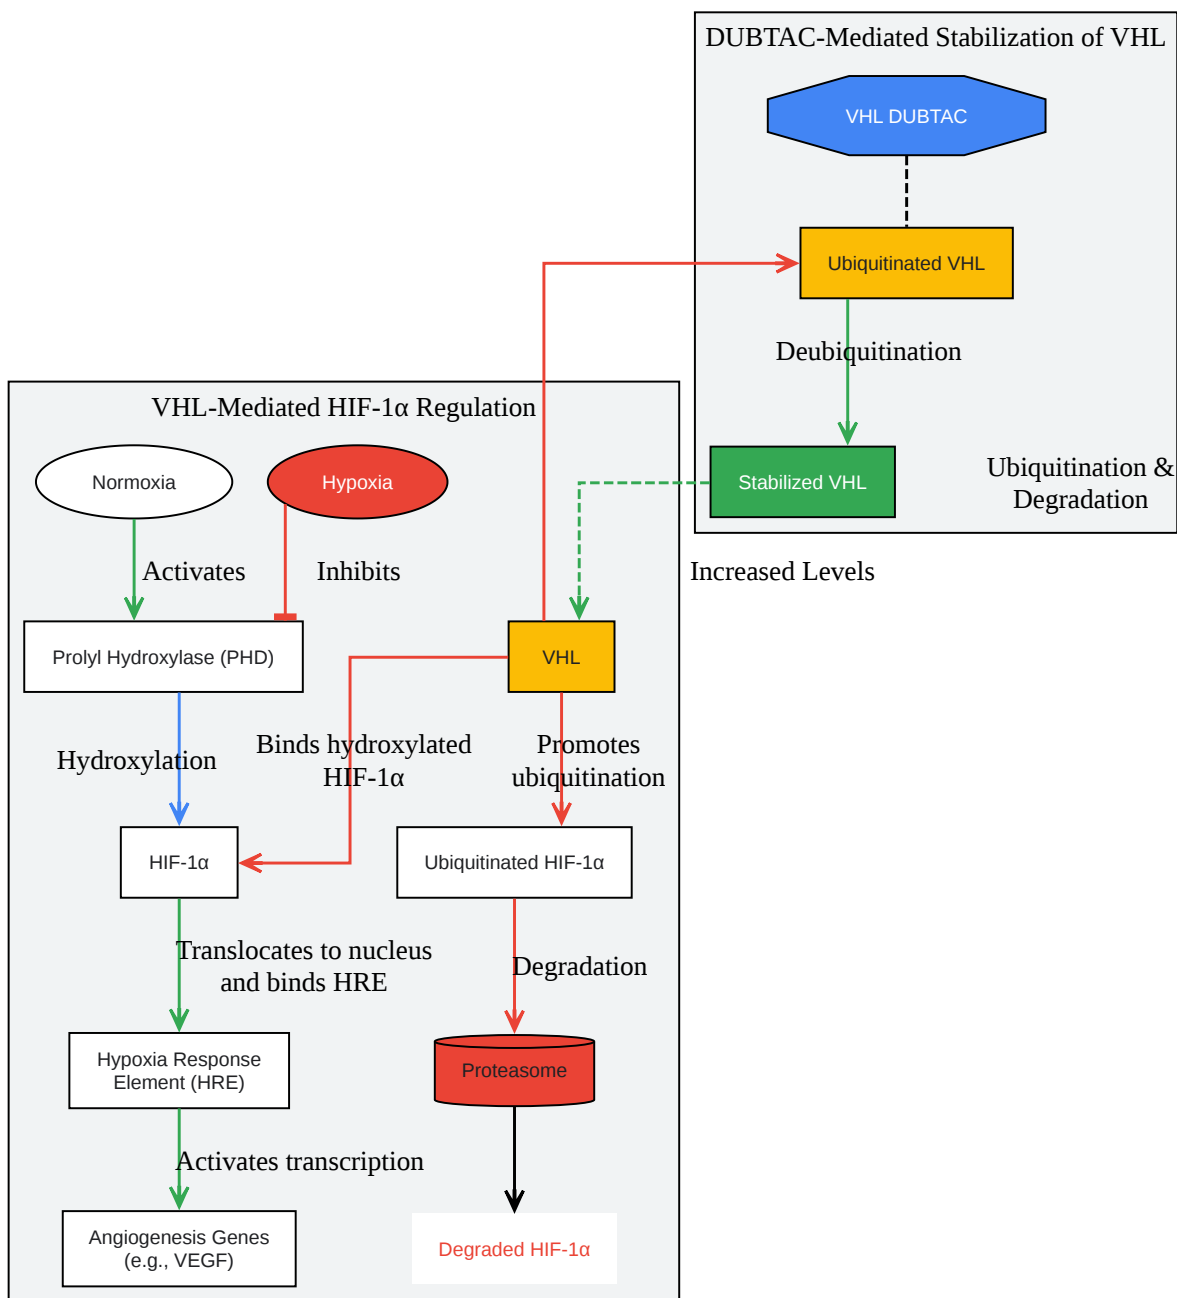 DUBTAC-Mediated Stabilization of VHL
VHL DUBTAC
Ubiquitinated VHL
Deubiquitination
Stabilized VHL
Ubiquitination &
Degradation
Increased Levels
VHL-Mediated HIF-1α Regulation
Normoxia
Hypoxia
Activates
Inhibits
Prolyl Hydroxylase (PHD)
VHL
Hydroxylation
Binds hydroxylated
HIF-1α
Promotes
ubiquitination
HIF-1α
Ubiquitinated HIF-1α
Translocates to nucleus
and binds HRE
Degradation
Hypoxia Response
Element (HRE)
Proteasome
Activates transcription
Angiogenesis Genes
(e.g., VEGF)
Degraded HIF-1α